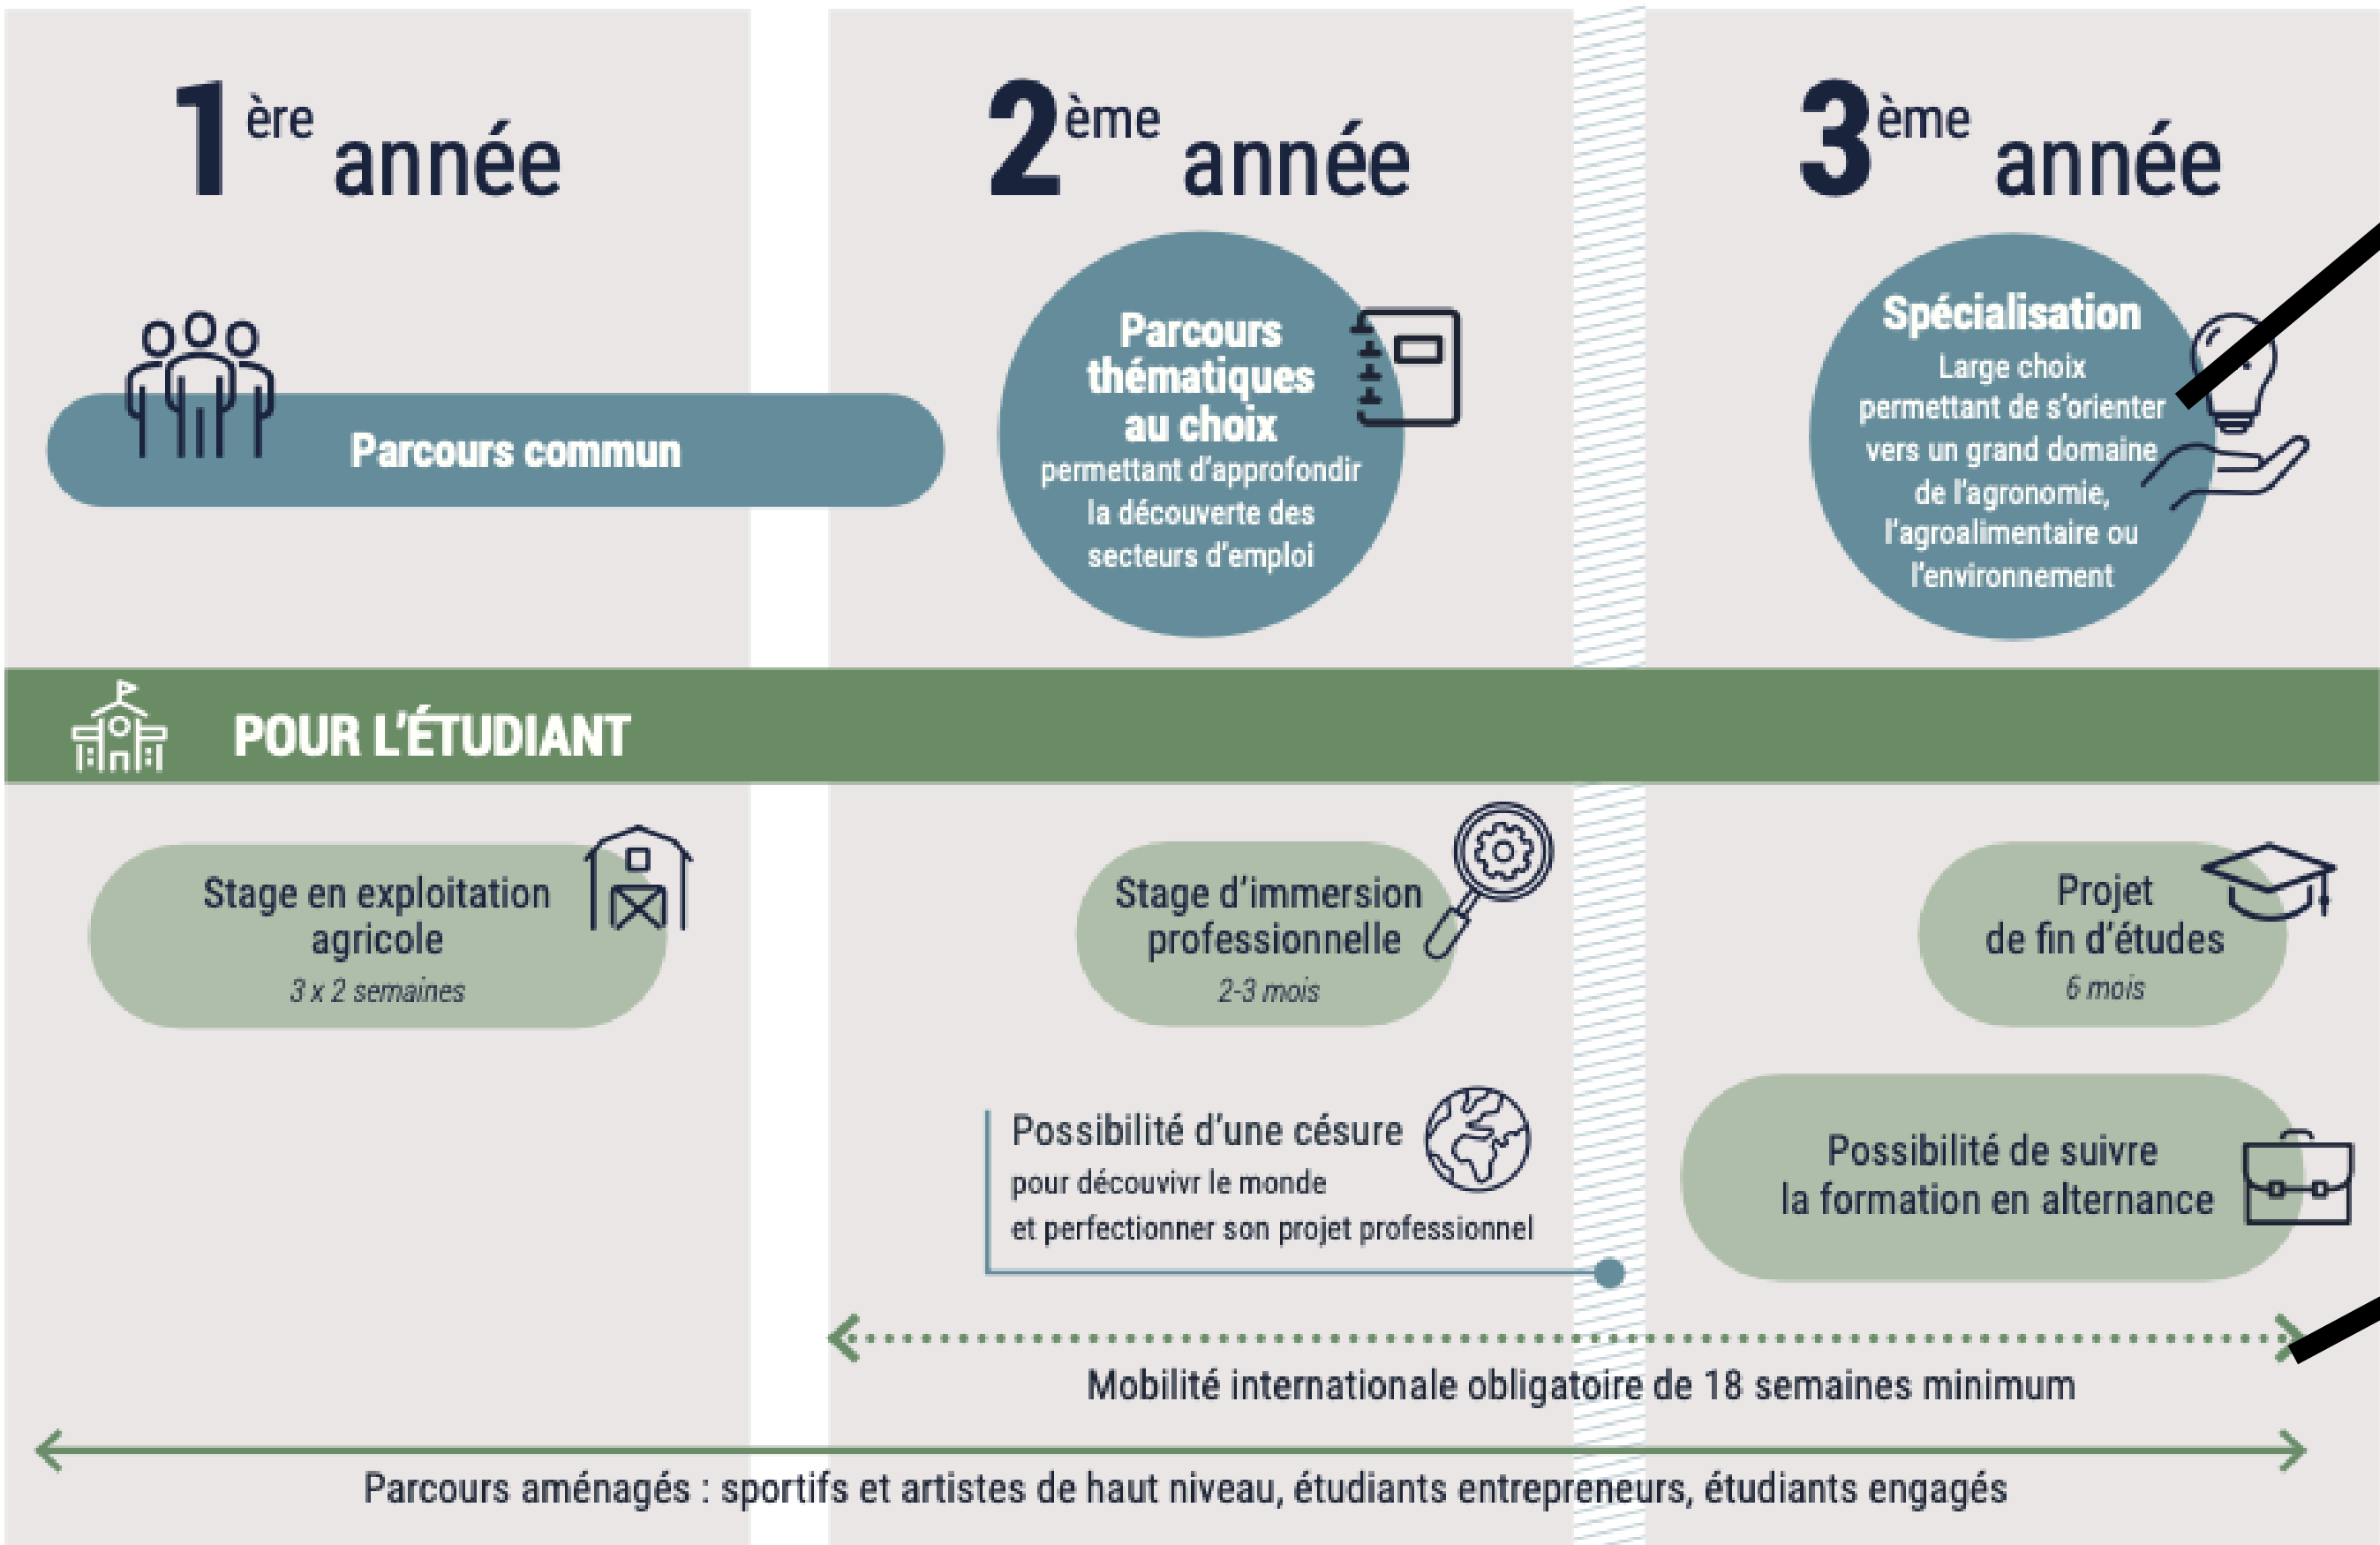 1ère année
2ème année
3ème année
Parcours commun
Parcours
thématiques
au choix
permettant d'approfondir
la découverte des
secteurs d'emploi
Spécialisation
Large choix
permettant de s'orienter
vers un grand domaine
de l'agronomie,
l'agroalimentaire ou
l'environnement
POUR L'ÉTUDIANT
Stage en exploitation
agricole
3 x 2 semaines
Stage d'immersion
professionnelle
2-3 mois
Projet
de fin d'études
6 mois
Possibilité d'une césure
pour découvivr le monde
et perfectionner son projet professionnel
Possibilité de suivre
la formation en alternance
Mobilité internationale obligatoire de 18 semaines minimum
Parcours aménagés : sportifs et artistes de haut niveau, étudiants entrepreneurs, étudiants engagés